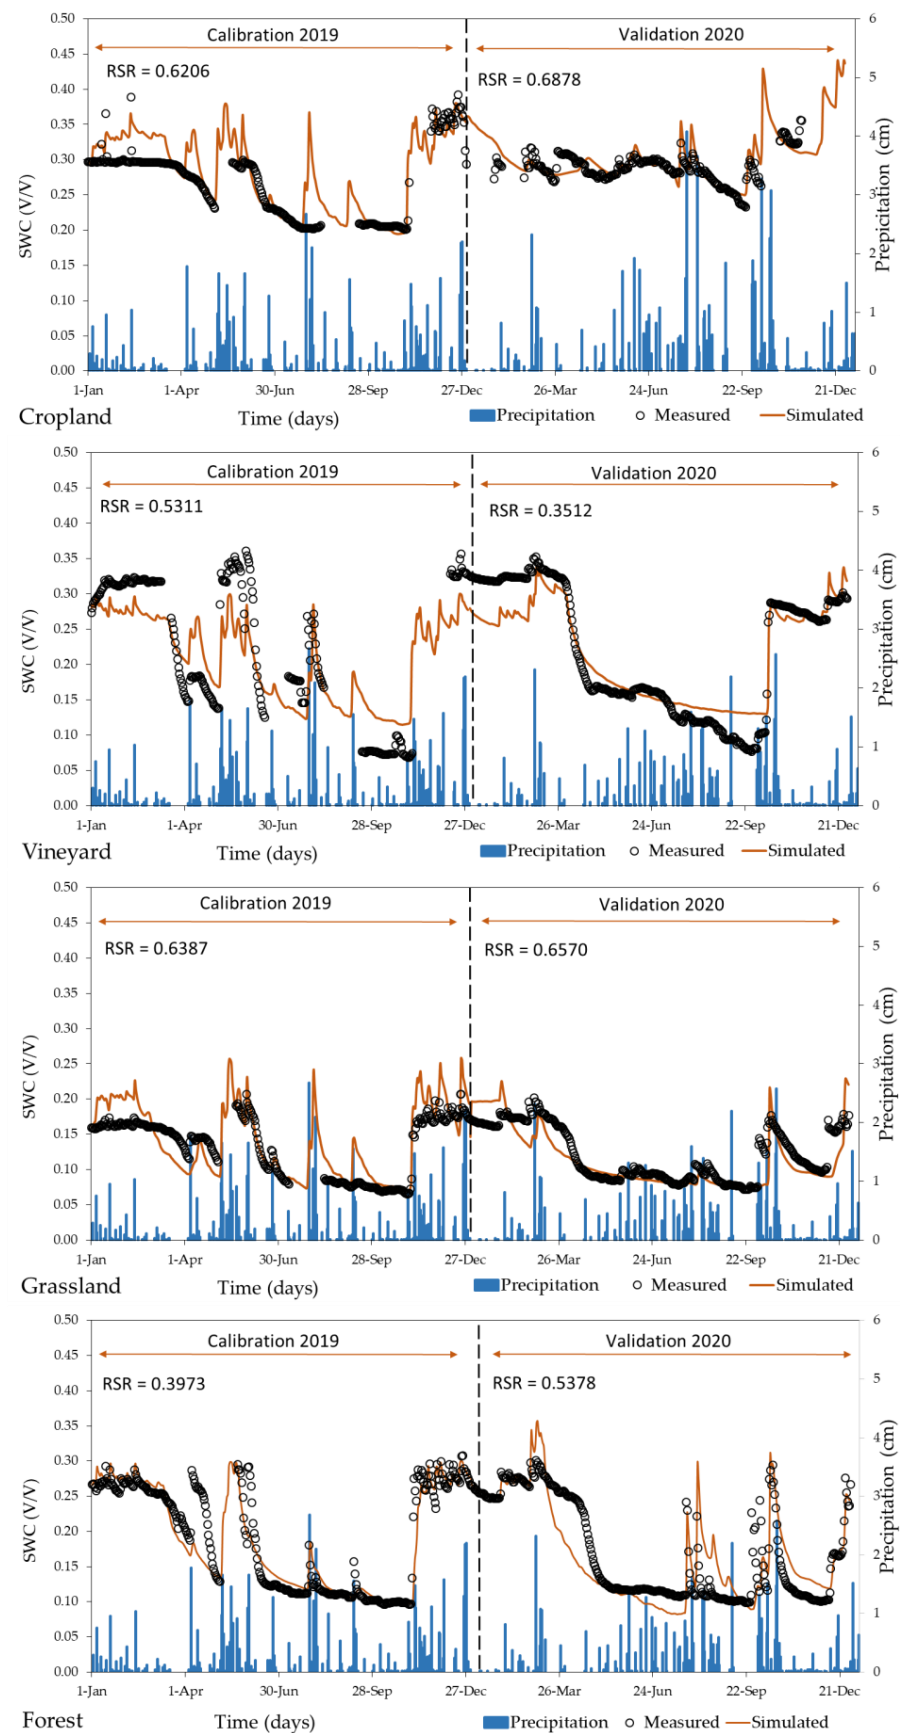 0.50
0.45
0.40
0.35
0.30
0.25
0.20
0.15
0.10
0.05
0.00
SWC (V/V)
Calibration 2019
Validation 2020
RSR = 0.6206
RSR = 0.6878
6
5
4
3
2
1
0
Prepicitation (cm)
1-Jan 1-Apr 30-Jun 28-Sep 27-Dec 26-Mar 24-Jun 22-Sep 21-Dec
Cropland Time (days) Precipitation Measured Simulated
0.50
0.45
0.40
0.35
0.30
0.25
0.20
0.15
0.10
0.05
0.00
SWC (V/V)
Calibration 2019
Validation 2020
RSR = 0.5311
RSR = 0.3512
6
5
4
3
2
1
0
Precipitation (cm)
1-Jan 1-Apr 30-Jun 28-Sep 27-Dec 26-Mar 24-Jun 22-Sep 21-Dec
Vineyard Time (days) Precipitation Measured Simulated
0.50
0.45
0.40
0.35
0.30
0.25
0.20
0.15
0.10
0.05
0.00
SWC (V/V)
Calibration 2019
Validation 2020
RSR = 0.6387
RSR = 0.6570
6
5
4
3
2
1
0
Precipitation (cm)
1-Jan 1-Apr 30-Jun 28-Sep 27-Dec 26-Mar 24-Jun 22-Sep 21-Dec
Grassland Time (days) Precipitation Measured Simulated
0.50
0.45
0.40
0.35
0.30
0.25
0.20
0.15
0.10
0.05
0.00
SWC (V/V)
Calibration 2019
Validation 2020
RSR = 0.3973
RSR = 0.5378
6
5
4
3
2
1
0
Precipitation (cm)
1-Jan 1-Apr 30-Jun 28-Sep 27-Dec 26-Mar 24-Jun 22-Sep 21-Dec
Forest Time (days) Precipitation Measured Simulated